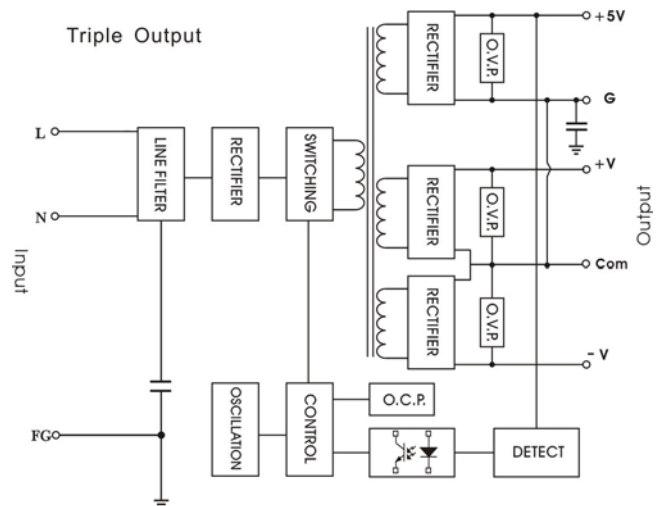 Triple Output
Input
L
N
FG
LINE FILTER
RECTIFIER
SWITCHING
RECTIFIER
RECTIFIER
RECTIFIER
O.V.P.
O.V.P.
O.V.P.
+5V
G
+V
Com
- V
Output
OSCILLATION
CONTROL
O.C.P.
DETECT